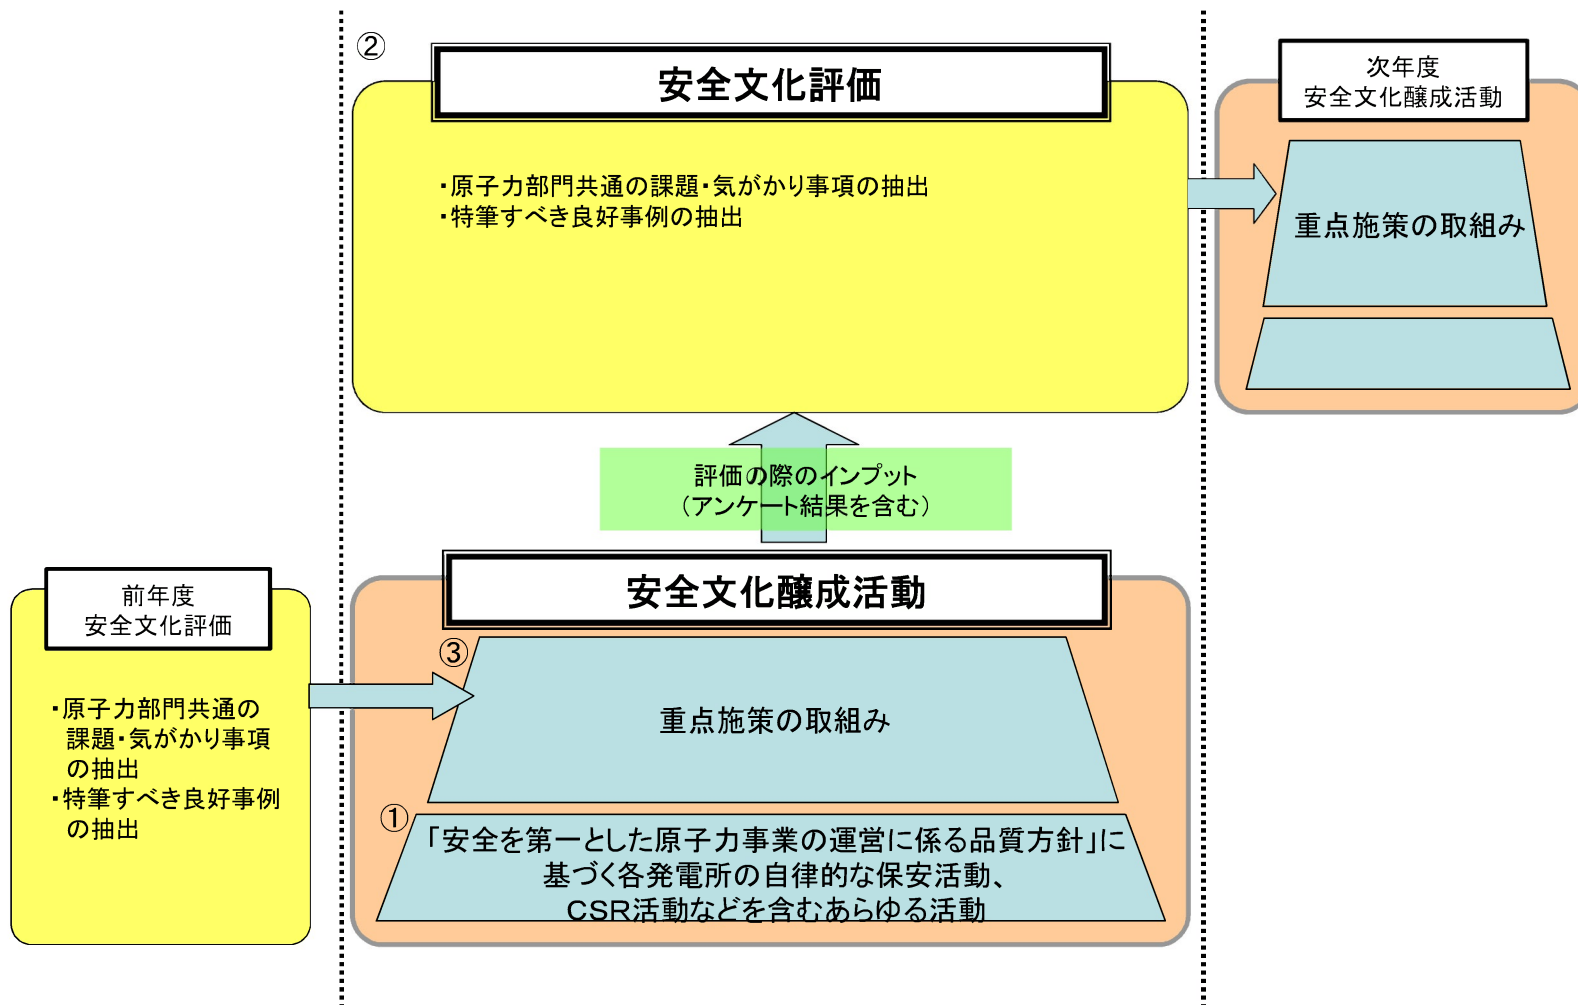 ②
安全文化評価
・原子力部門共通の課題・気がかり事項の抽出
・特筆すべき良好事例の抽出
次年度
安全文化醸成活動
重点施策の取組み
評価の際のインプット
（アンケート結果を含む）
前年度
安全文化評価
・原子力部門共通の
課題・気がかり事項
の抽出
・特筆すべき良好事例
の抽出
安全文化醸成活動
③
重点施策の取組み
①
「安全を第一とした原子力事業の運営に係る品質方針」に
基づく各発電所の自律的な保安活動、
CSR活動などを含むあらゆる活動